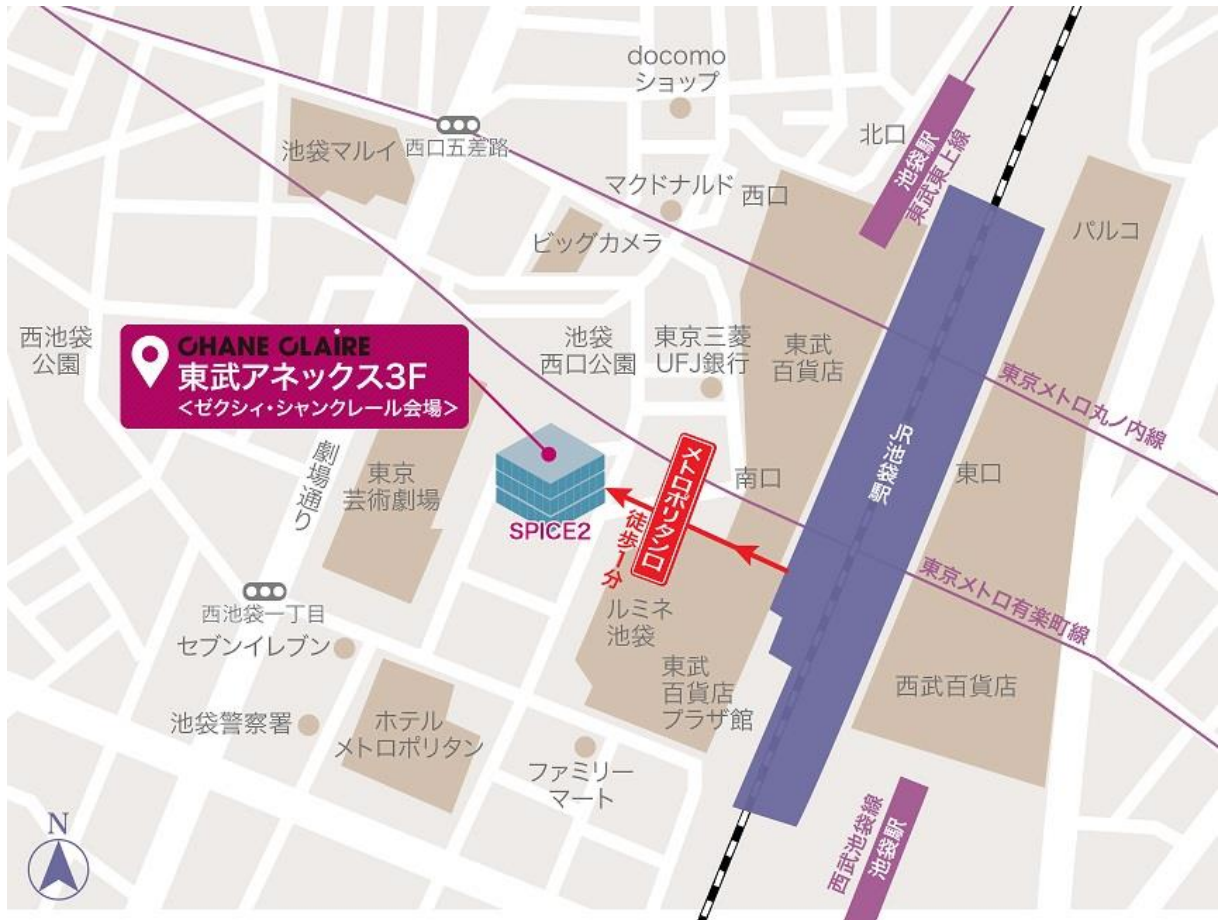 docomo
ショップ
北口
池袋駅
東武東上線
池袋マルイ
西口五差路
マクドナルド
西口
ビッグカメラ
パルコ
西池袋
公園
CHANE CLAIRE
東武アネックス3F
<ゼクシィ・シャンクレール会場>
池袋
西口公園
東京三菱
UFJ銀行
東武
百貨店
東京メトロ丸ノ内線
JR池袋駅
劇場通り
東京
芸術劇場
メトロポリタン口
徒歩1分
南口
東口
SPICE2
東京メトロ有楽町線
西池袋一丁目
セブンイレブン
ルミネ
池袋
東武
百貨店
プラザ館
西武百貨店
池袋警察署
ホテル
メトロポリタン
ファミリー
マート
西武池袋線
池袋駅
N